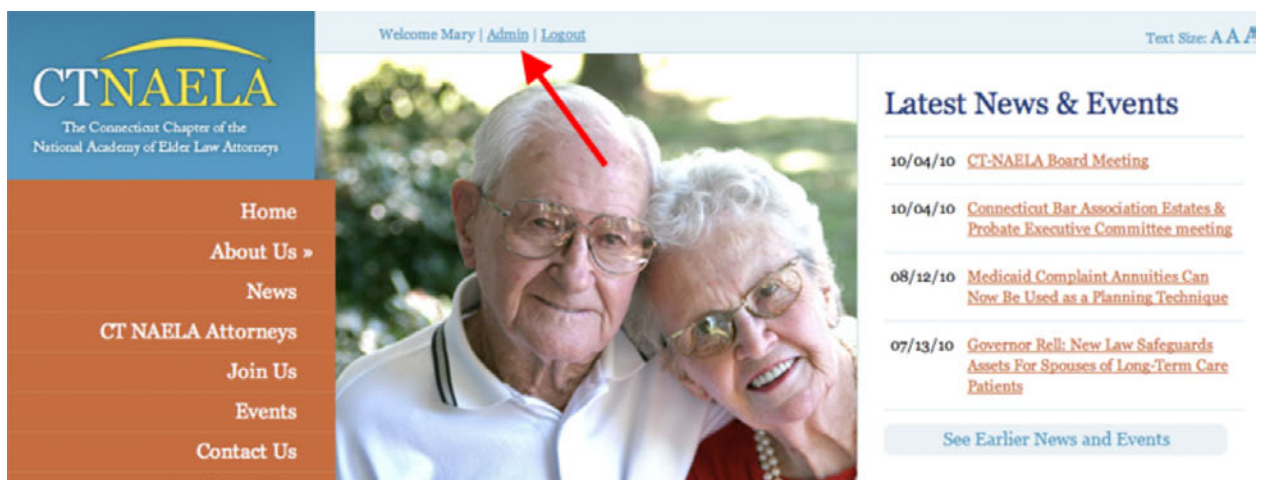 CTNAELA
The Connecticut Chapter of the
National Academy of Elder Law Attorneys
Welcome Mary | Admin | Logout
Text Size: A A A
Home
About Us »
News
CT NAELA Attorneys
Join Us
Events
Contact Us
Latest News & Events
10/04/10 CT-NAELA Board Meeting
10/04/10 Connecticut Bar Association Estates &
Probate Executive Committee meeting
08/12/10 Medicaid Complaint Annuities Can
Now Be Used as a Planning Technique
07/13/10 Governor Rell: New Law Safeguards
Assets For Spouses of Long-Term Care
Patients
See Earlier News and Events